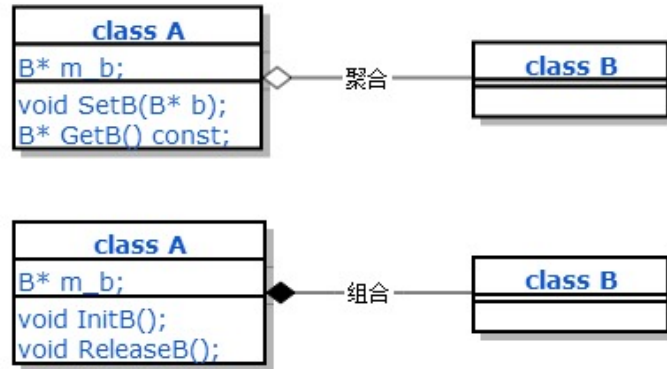 class A
B* m_b;
void SetB(B* b);
B* GetB() const;
聚合
class B
class A
B* m_b;
void InitB();
void ReleaseB();
组合
class B